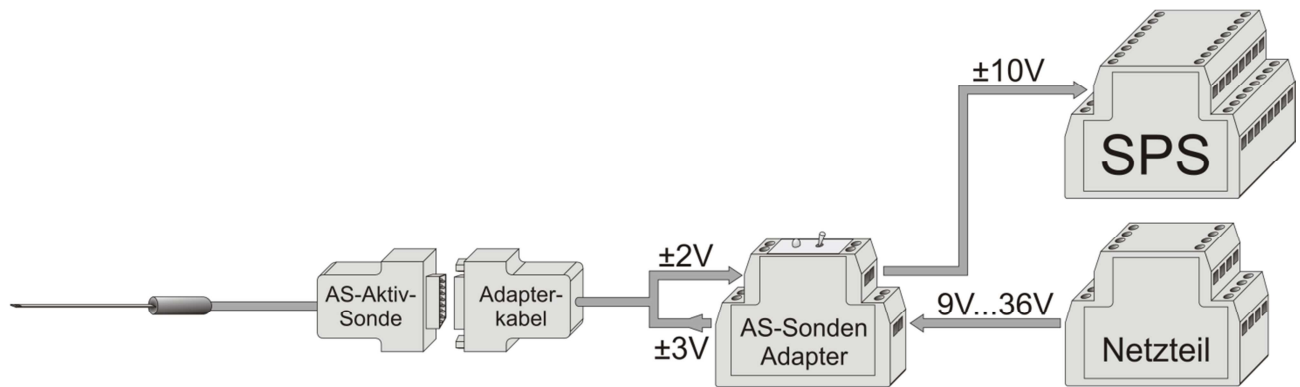 ±10V
SPS
±2V
AS-Aktiv-
Sonde
Adapter-
kabel
±3V
AS-Sonden
Adapter
9V...36V
Netzteil